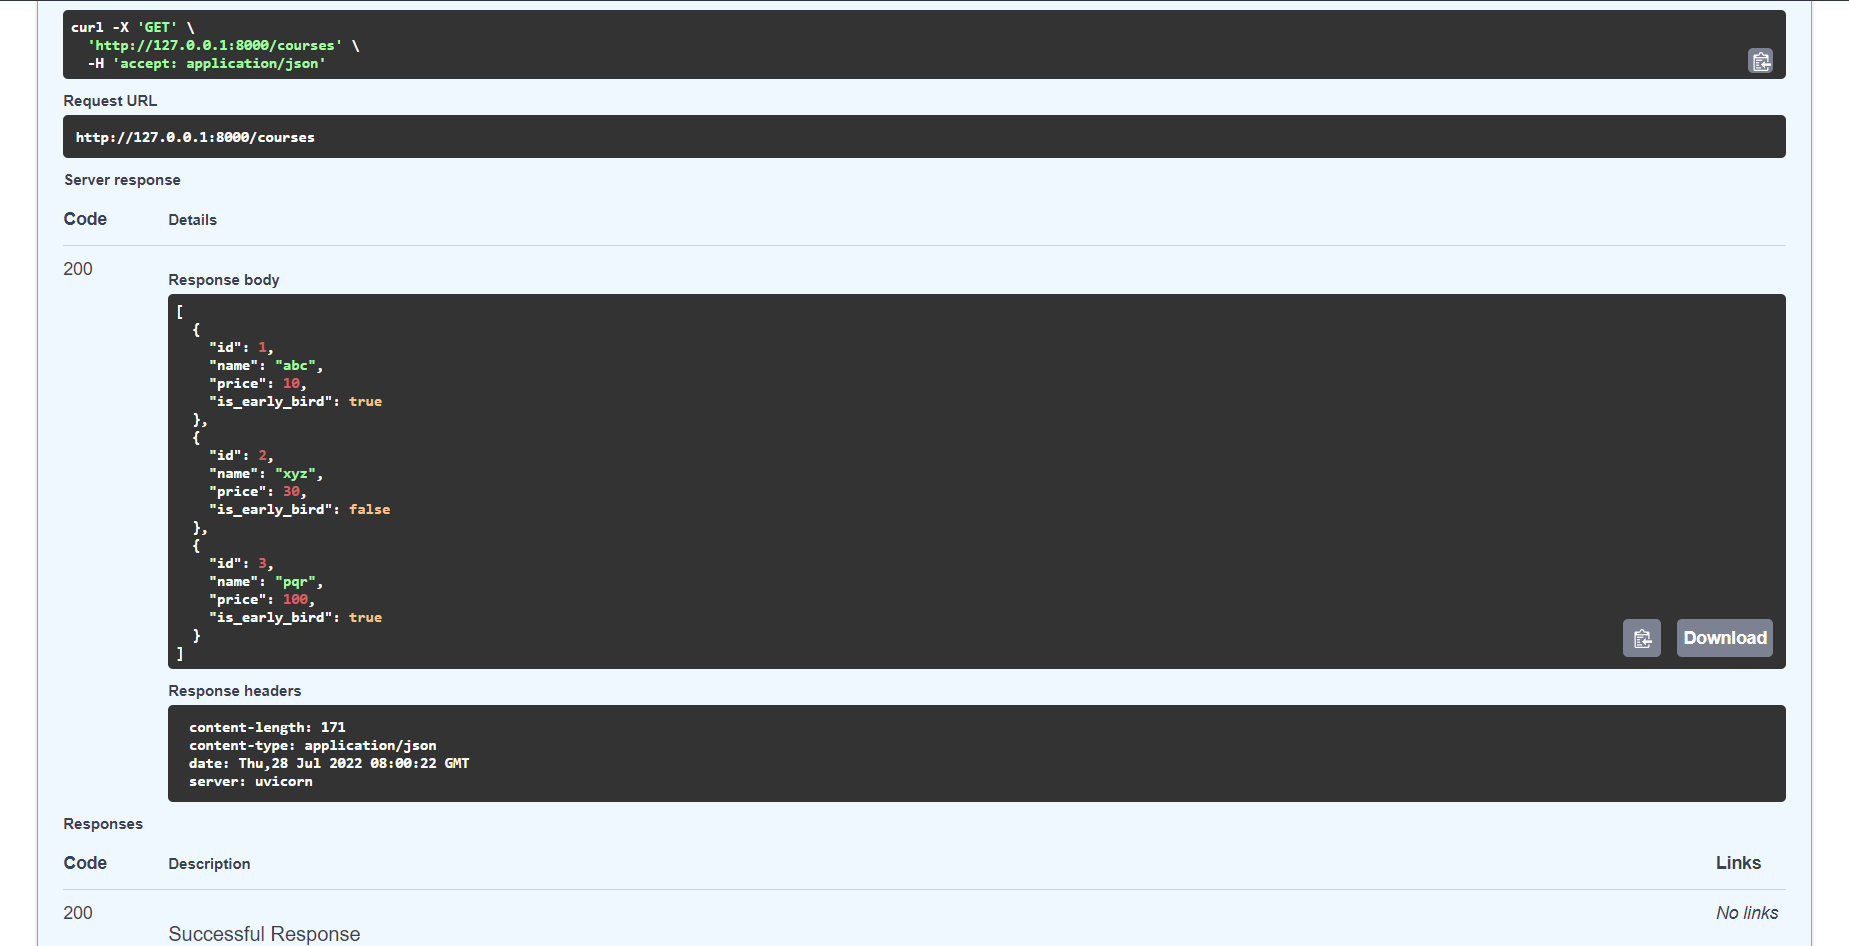 curl -X 'GET' \
  'http://127.0.0.1:8000/courses' \
  -H 'accept: application/json'
Request URL
http://127.0.0.1:8000/courses
Server response
Code Details
200
Response body
[
  {
    "id": 1,
    "name": "abc",
    "price": 10,
    "is_early_bird": true
  },
  {
    "id": 2,
    "name": "xyz",
    "price": 30,
    "is_early_bird": false
  },
  {
    "id": 3,
    "name": "pqr",
    "price": 100,
    "is_early_bird": true
  }
]
Download
Response headers
content-length: 171
content-type: application/json
date: Thu,28 Jul 2022 08:00:22 GMT
server: uvicorn
Responses
Code Description Links
200 No links
Successful Response